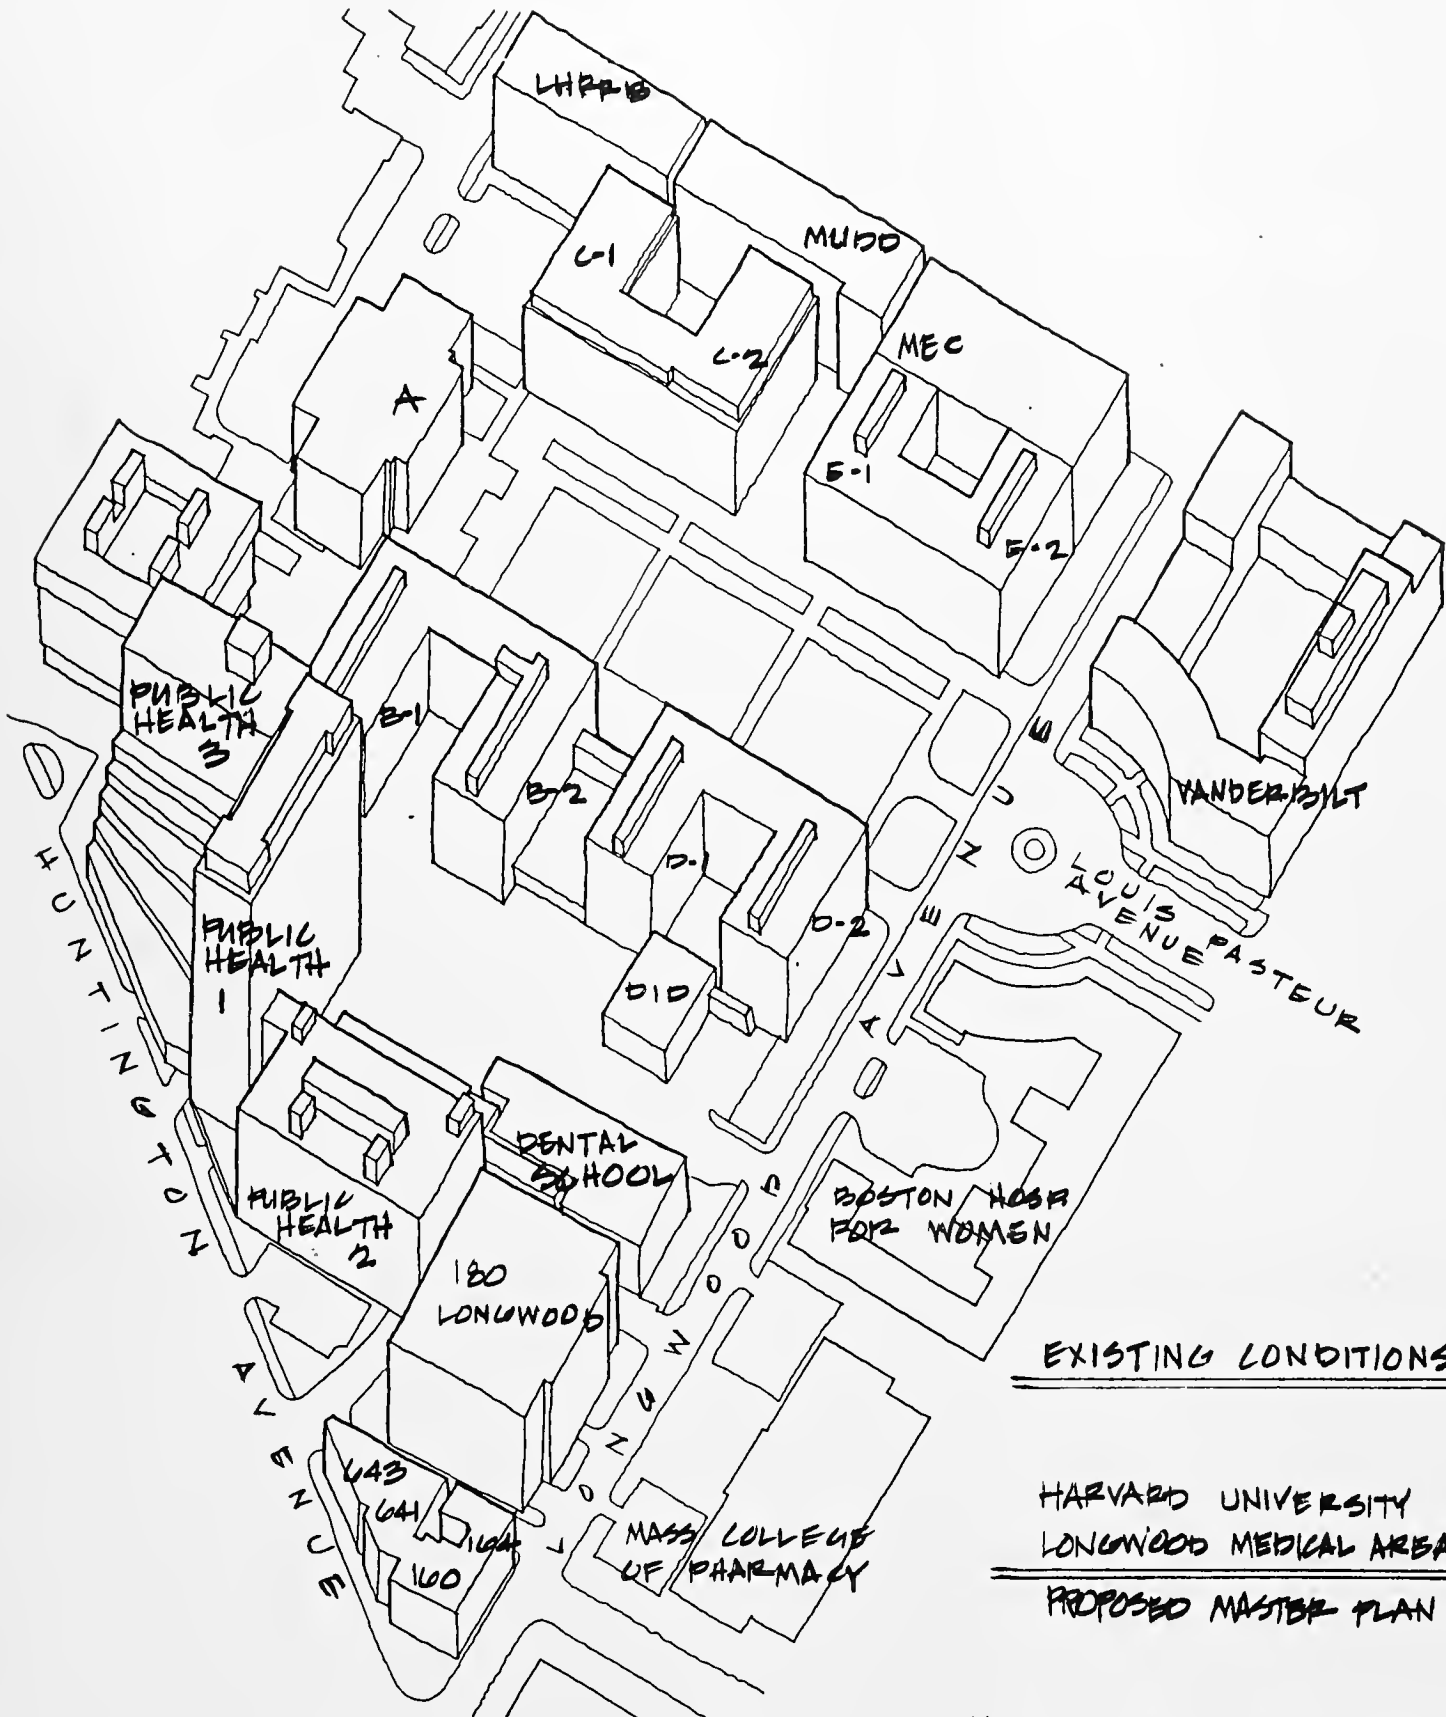 LHRRB
MUDD
C-1
MEC
C-2
A
E-1
E-2
PUBLIC
HEALTH
3
B-1
B-2
VANDERBILT
D-1
LOUIS PASTEUR
AVENUE
D-2
PUBLIC
HEALTH
1
DID
DENTAL
SCHOOL
PUBLIC
HEALTH
2
BOSTON HOSP
FOR WOMEN
180
LONGWOOD
HUNTINGTON AVENUE
LONGWOOD AVENUE
643
641
164
160
MASS COLLEGE
OF PHARMACY
EXISTING CONDITIONS
HARVARD UNIVERSITY
LONGWOOD MEDICAL AREA
PROPOSED MASTER PLAN